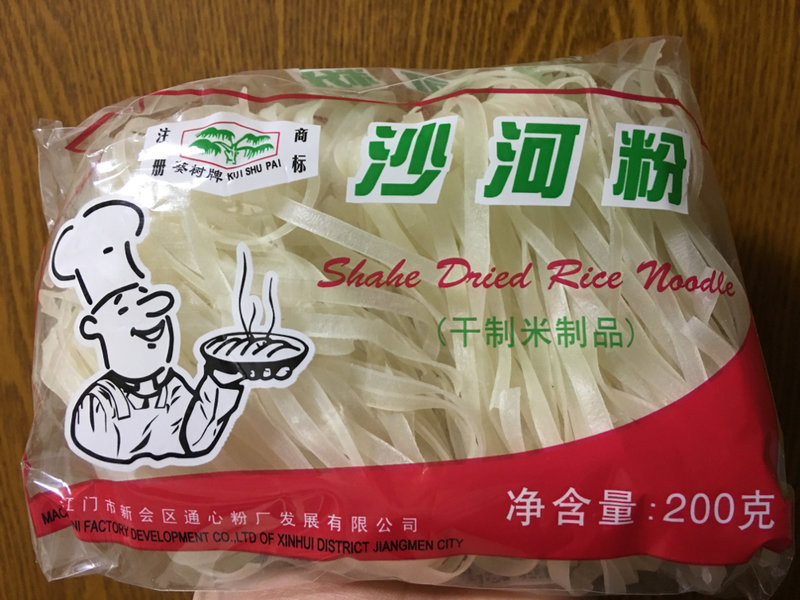 注册
葵树牌 KUI SHU PAI
商标
沙河粉
Shahe Dried Rice Noodle
(干制米制品)
江门市新会区通心粉厂发展有限公司
FACTORY DEVELOPMENT CO.,LTD OF XINHUI DISTRICT JIANGMEN CITY
净含量:200克